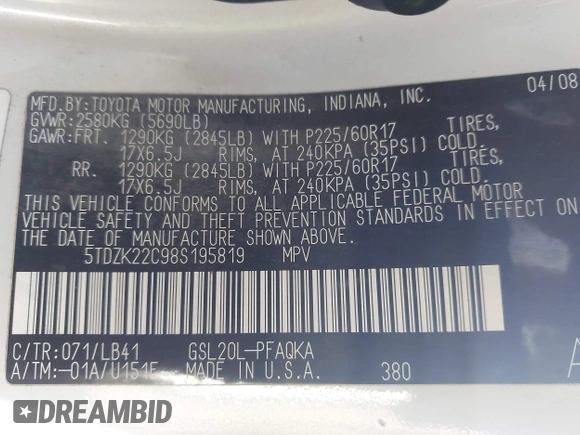 MFD.BY:TOYOTA MOTOR MANUFACTURING, INDIANA, INC. 04/08
GVWR:2580KG (5690LB)
GAWR:FRT. 1290KG (2845LB) WITH P225/60R17 TIRES,
17X6.5J RIMS, AT 240KPA (35PSI) COLD.
RR. 1290KG (2845LB) WITH P225/60R17 TIRES,
17X6.5J RIMS, AT 240KPA (35PSI) COLD.
THIS VEHICLE CONFORMS TO ALL APPLICABLE FEDERAL MOTOR
VEHICLE SAFETY AND THEFT PREVENTION STANDARDS IN EFFECT ON
THE DATE OF MANUFACTURE SHOWN ABOVE.
5TDZK22C98S195819 MPV
C/TR:071/LB41 GSL20L-PFAQKA
A/TM:-01A/U151F MADE IN U.S.A. 380
DREAMBID